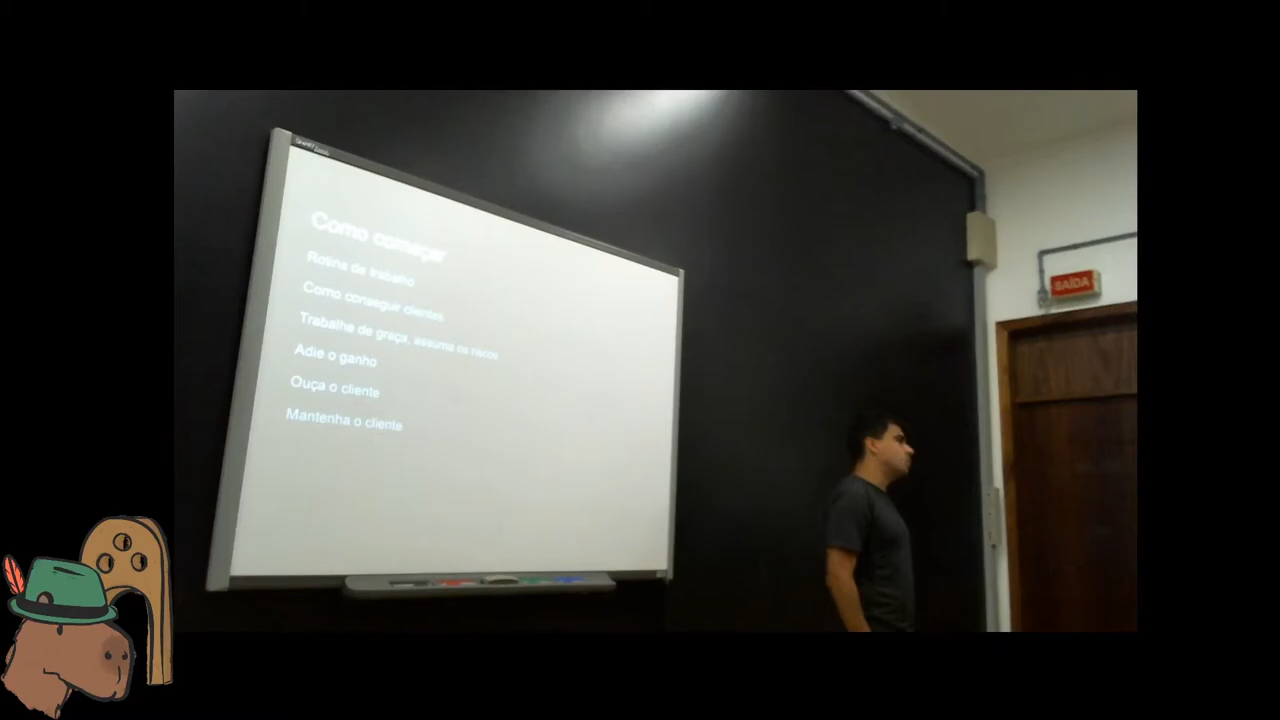 Como começar
Rotina de trabalho
Como conseguir clientes
Trabalhe de graça, assuma os riscos
Adie o ganho
Ouça o cliente
Mantenha o cliente
SAÍDA